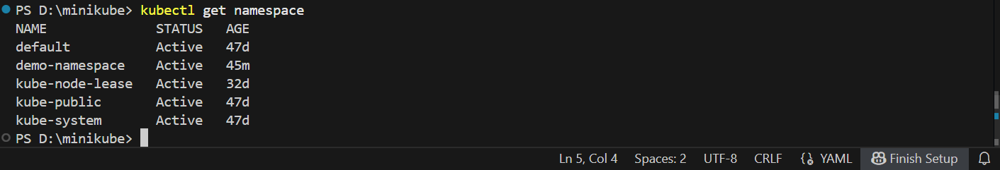 PS D:\minikube> kubectl get namespace
NAME              STATUS   AGE
default           Active   47d
demo-namespace    Active   45m
kube-node-lease   Active   32d
kube-public       Active   47d
kube-system       Active   47d
PS D:\minikube>
Ln 5, Col 4 Spaces: 2 UTF-8 CRLF YAML Finish Setup